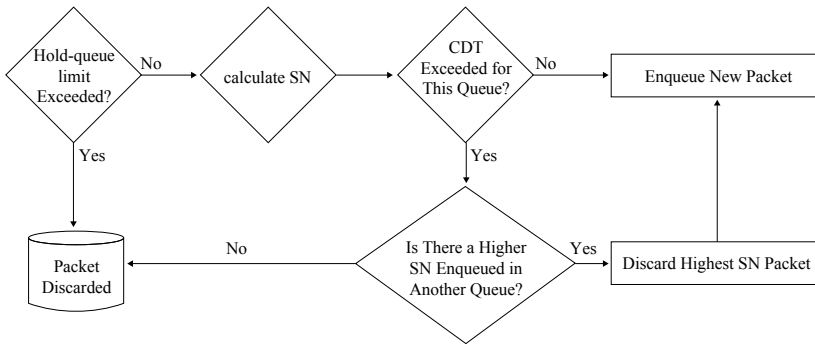 Hold-queue
limit
Exceeded?
No
calculate SN
CDT
Exceeded for
This Queue?
No
Enqueue New Packet
Yes
Yes
Packet
Discarded
No
Is There a Higher
SN Enqueued in
Another Queue?
Yes
Discard Highest SN Packet